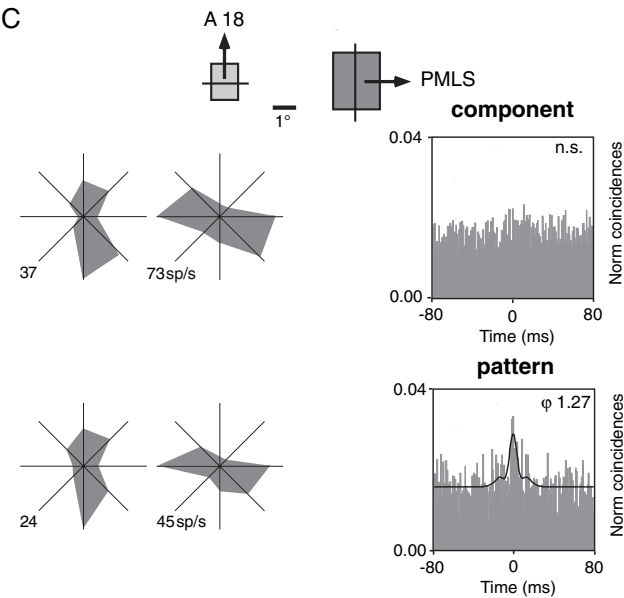 C
A 18
PMLS
1°
component
0.04
n.s.
0.00
-80
0
80
Time (ms)
Norm coincidences
37
73sp/s
pattern
0.04
φ 1.27
0.00
-80
0
80
Time (ms)
Norm coincidences
24
45sp/s